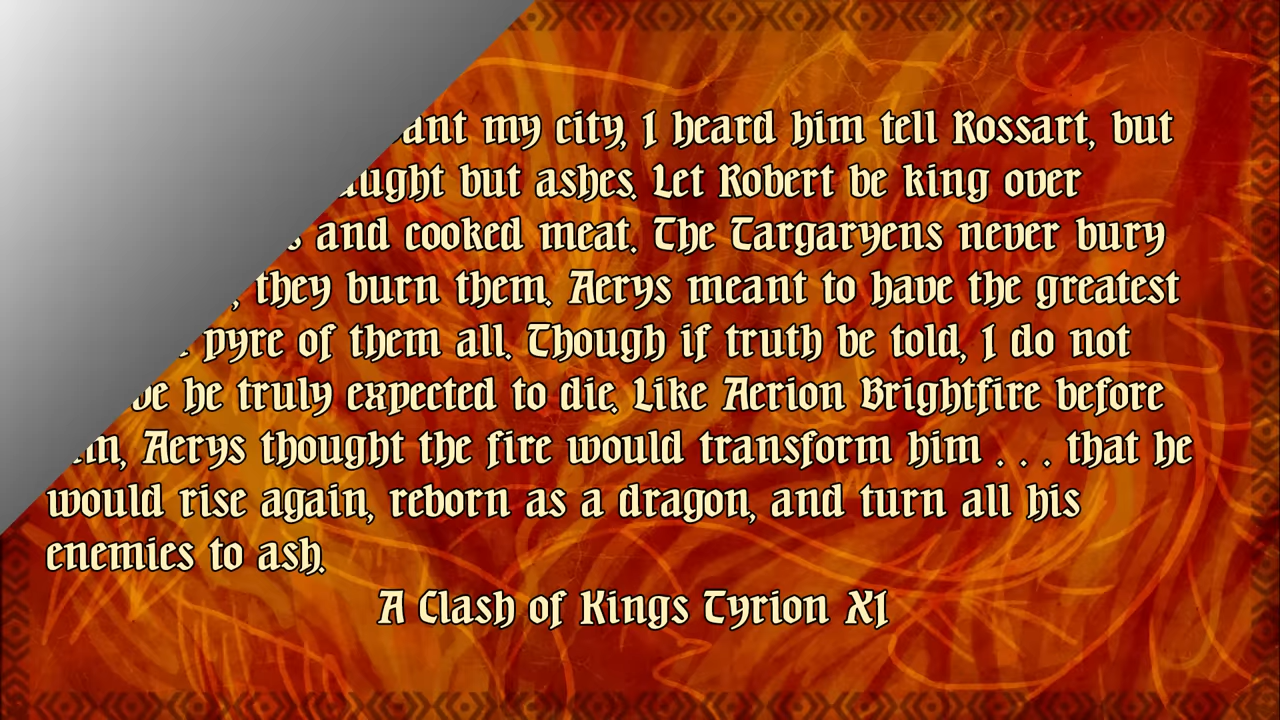 my city, I heard him tell Rossart, but
but ashes. Let Robert be king over
and cooked meat. The Targaryens never bury
they burn them. Aerys meant to have the greatest
pyre of them all. Though if truth be told, I do not
he truly expected to die. Like Aerion Brightfire before
Aerys thought the fire would transform him . . . that he
would rise again, reborn as a dragon, and turn all his
enemies to ash.
A Clash of Kings Tyrion XI